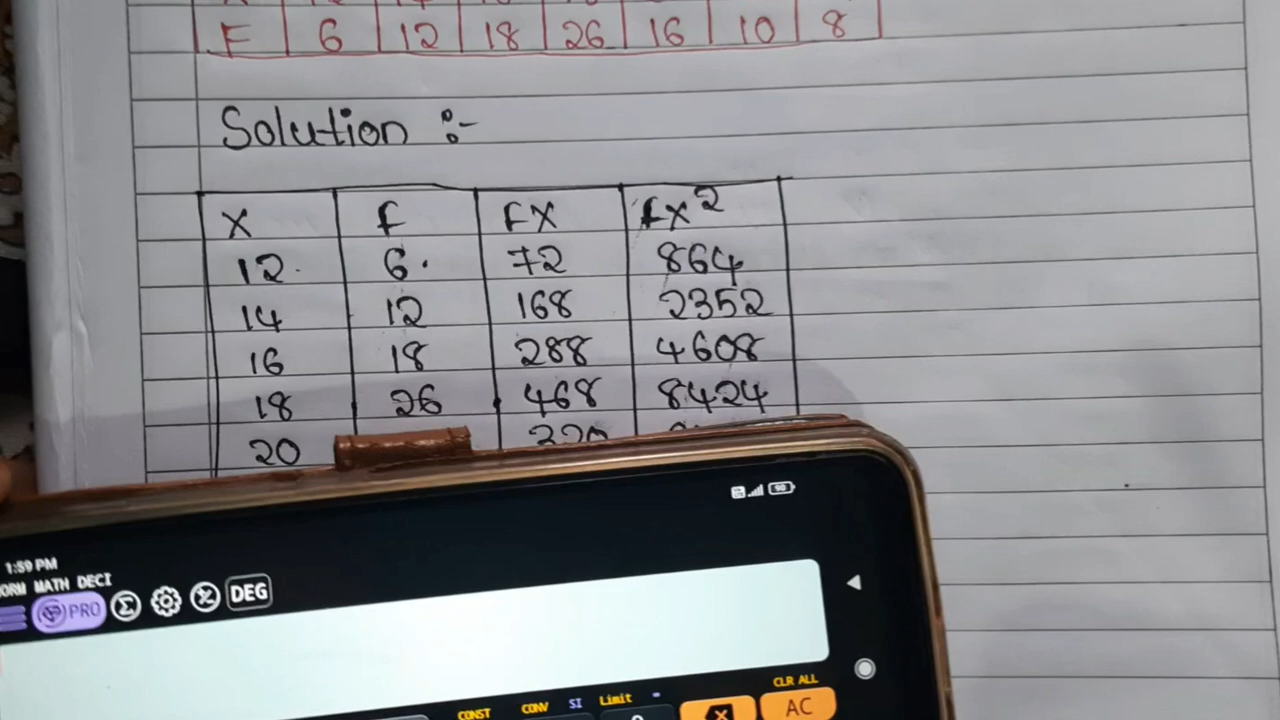 F 6 12 18 26 16 10 8
Solution :-
X F FX FX²
12 6 72 864
14 12 168 2352
16 18 288 4608
18 26 468 8424
20 320
1:59 PM
MATH DECI
PRO Σ DEG
90
CLR ALL
CONST CONV SI Limit =
AC